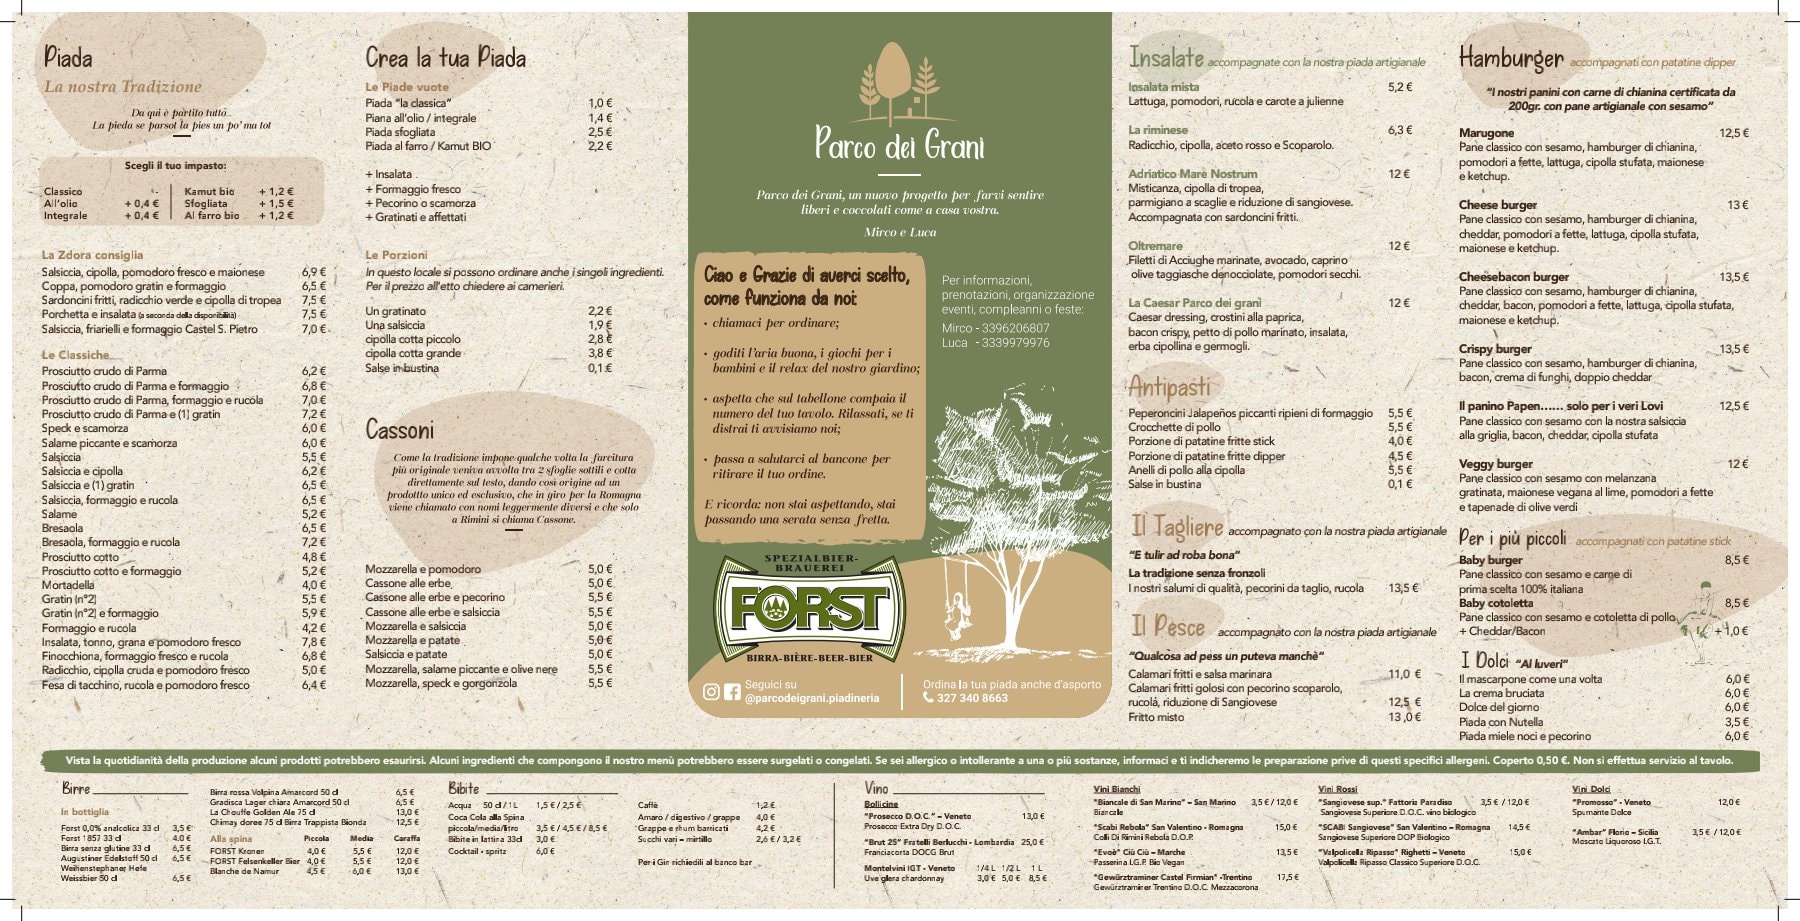 Piada
La nostra Tradizione
Da qui è partito tutto
La pieda se parsot la pies un po' ma tot
Scegli il tuo impasto:
Classico -
All'olio + 0,4 €
Integrale + 0,4 €
Kamut bio + 1,2 €
Sfogliata + 1,5 €
Al farro bio + 1,2 €
La Zdora consiglia
Salsiccia, cipolla, pomodoro fresco e maionese 6,9 €
Coppa, pomodoro gratin e formaggio 6,5 €
Sardoncini fritti, radicchio verde e cipolla di tropea 7,5 €
Porchetta e insalata (a seconda della disponibilità) 7,5 €
Salsiccia, friarielli e formaggio Castel S. Pietro 7,0 €
Le Classiche
Prosciutto crudo di Parma 6,2 €
Prosciutto crudo di Parma e formaggio 6,8 €
Prosciutto crudo di Parma, formaggio e rucola 7,0 €
Prosciutto crudo di Parma e (1) gratin 7,2 €
Speck e scamorza 6,0 €
Salame piccante e scamorza 6,0 €
Salsiccia 5,5 €
Salsiccia e cipolla 6,2 €
Salsiccia e (1) gratin 6,5 €
Salsiccia, formaggio e rucola 6,5 €
Salame 5,2 €
Bresaola 6,5 €
Bresaola, formaggio e rucola 7,2 €
Prosciutto cotto 4,8 €
Prosciutto cotto e formaggio 5,2 €
Mortadella 4,0 €
Gratin (n°2) 5,5 €
Gratin (n°2) e formaggio 5,9 €
Formaggio e rucola 4,2 €
Insalata, tonno, grana e pomodoro fresco 7,8 €
Finocchiona, formaggio fresco e rucola 6,8 €
Radicchio, cipolla cruda e pomodoro fresco 5,0 €
Fesa di tacchino, rucola e pomodoro fresco 6,4 €
Crea la tua Piada
Le Piade vuote
Piada "la classica" 1,0 €
Piana all'olio / integrale 1,4 €
Piada sfogliata 2,5 €
Piada al farro / Kamut BIO 2,2 €
+ Insalata
+ Formaggio fresco
+ Pecorino o scamorza
+ Gratinati e affettati
Le Porzioni
In questo locale si possono ordinare anche i singoli ingredienti.
Per il prezzo all'etto chiedere ai camerieri.
Un gratinato 2,2 €
Una salsiccia 1,9 €
cipolla cotta piccolo 2,8 €
cipolla cotta grande 3,8 €
Salse in bustina 0,1 €
Cassoni
Come la tradizione impone qualche volta la farcitura
più originale veniva avvolta tra 2 sfoglie sottili e cotta
direttamente sul testo, dando così origine ad un
prodotto unico ed esclusivo, che in giro per la Romagna
viene chiamato con nomi leggermente diversi e che solo
a Rimini si chiama Cassone.
Mozzarella e pomodoro 5,0 €
Cassone alle erbe 5,0 €
Cassone alle erbe e pecorino 5,5 €
Cassone alle erbe e salsiccia 5,5 €
Mozzarella e salsiccia 5,0 €
Mozzarella e patate 5,0 €
Salsiccia e patate 5,0 €
Mozzarella, salame piccante e olive nere 5,5 €
Mozzarella, speck e gorgonzola 5,5 €
Parco dei Grani
Parco dei Grani, un nuovo progetto per farvi sentire
liberi e coccolati come a casa vostra.
Mirco e Luca
Ciao e Grazie di averci scelto,
come funziona da noi:
• chiamaci per ordinare;
• goditi l'aria buona, i giochi per i
bambini e il relax del nostro giardino;
• aspetta che sul tabellone compaia il
numero del tuo tavolo. Rilassati, se ti
distrai ti avvisiamo noi;
• passa a salutarci al bancone per
ritirare il tuo ordine.
E ricorda: non stai aspettando, stai
passando una serata senza fretta.
Per informazioni,
prenotazioni, organizzazione
eventi, compleanni o feste:
Mirco - 3396206807
Luca - 3339979976
SPEZIALBIER-
BRAUEREI
FORST
BIRRA-BIÈRE-BEER-BIER
Seguici su
@parcodeigrani.piadineria
Ordina la tua piada anche d'asporto
327 340 8663
Insalate accompagnate con la nostra piada artigianale
Insalata mista 5,2 €
Lattuga, pomodori, rucola e carote a julienne
La riminese 6,3 €
Radicchio, cipolla, aceto rosso e Scoparolo.
Adriatico Mare Nostrum 12 €
Misticanza, cipolla di tropea,
parmigiano a scaglie e riduzione di sangiovese.
Accompagnata con sardoncini fritti.
Oltremare 12 €
Filetti di Acciughe marinate, avocado, caprino
olive taggiasche denocciolate, pomodori secchi.
La Caesar Parco dei grani 12 €
Caesar dressing, crostini alla paprica,
bacon crispy, petto di pollo marinato, insalata,
erba cipollina e germogli.
Antipasti
Peperoncini Jalapeños piccanti ripieni di formaggio 5,5 €
Crocchette di pollo 5,5 €
Porzione di patatine fritte stick 4,0 €
Porzione di patatine fritte dipper 4,5 €
Anelli di pollo alla cipolla 5,5 €
Salse in bustina 0,1 €
Il Tagliere accompagnato con la nostra piada artigianale
"E tulir ad roba bona"
La tradizione senza fronzoli
I nostri salumi di qualità, pecorini da taglio, rucola 13,5 €
Il Pesce accompagnato con la nostra piada artigianale
"Qualcosa ad pess un puteva manchè"
Calamari fritti e salsa marinara 11,0 €
Calamari fritti golosi con pecorino scoparolo,
rucola, riduzione di Sangiovese 12,5 €
Fritto misto 13 ,0 €
Hamburger accompagnati con patatine dipper
"I nostri panini con carne di chianina certificata da
200gr. con pane artigianale con sesamo"
Marugone 12,5 €
Pane classico con sesamo, hamburger di chianina,
pomodori a fette, lattuga, cipolla stufata, maionese
e ketchup.
Cheese burger 13 €
Pane classico con sesamo, hamburger di chianina,
cheddar, pomodori a fette, lattuga, cipolla stufata,
maionese e ketchup.
Cheesebacon burger 13,5 €
Pane classico con sesamo, hamburger di chianina,
cheddar, bacon, pomodori a fette, lattuga, cipolla stufata,
maionese e ketchup.
Crispy burger 13,5 €
Pane classico con sesamo, hamburger di chianina,
bacon, crema di funghi, doppio cheddar
Il panino Papen...... solo per i veri Lovi 12,5 €
Pane classico con sesamo con la nostra salsiccia
alla griglia, bacon, cheddar, cipolla stufata
Veggy burger 12 €
Pane classico con sesamo con melanzana
gratinata, maionese vegana al lime, pomodori a fette
e tapenade di olive verdi
Per i più piccoli accompagnati con patatine stick
Baby burger 8,5 €
Pane classico con sesamo e carne di
prima scelta 100% italiana
Baby cotoletta 8,5 €
Pane classico con sesamo e cotoletta di pollo
+ Cheddar/Bacon + 1,0 €
I Dolci "Al luveri"
Il mascarpone come una volta 6,0 €
La crema bruciata 6,0 €
Dolce del giorno 6,0 €
Piada con Nutella 3,5 €
Piada miele noci e pecorino 6,0 €
Vista la quotidianità della produzione alcuni prodotti potrebbero esaurirsi. Alcuni ingredienti che compongono il nostro menù potrebbero essere surgelati o congelati. Se sei allergico o intollerante a una o più sostanze, informaci e ti indicheremo le preparazione prive di questi specifici allergeni. Coperto 0,50 €. Non si effettua servizio al tavolo.
Birre
In bottiglia
Forst 0,0% analcolica 33 cl 3,5 €
Forst 1857 33 cl 4,0 €
Birra senza glutine 33 cl 6,5 €
Augustiner Edelstoff 50 cl 6,5 €
Weihenstephaner Hefe
Weissbier 50 cl 6,5 €
Birra rossa Volpina Amarcord 50 cl 6,5 €
Gradisca Lager chiara Amarcord 50 cl 6,5 €
La Chouffe Golden Ale 75 cl 13,0 €
Chimay doree 75 cl Birra Trappista Bionda 12,5 €
Alla spina Piccola Media Caraffa
FORST Kronen 4,0 € 5,5 € 12,0 €
FORST Felsenkeller Bier 4,0 € 5,5 € 12,0 €
Blanche de Namur 4,5 € 6,0 € 13,0 €
Bibite
Acqua 50 cl / 1 L 1,5 € / 2,5 €
Coca Cola alla Spina
piccola/media/litro 3,5 € / 4,5 € / 8,5 €
Bibite in lattina 33cl 3,0 €
Cocktail - spritz 6,0 €
Caffè 1,2 €
Amaro / digestivo / grappe 4,0 €
Grappe e rhum barricati 4,2 €
Succhi vari – mirtillo 2,6 € / 3,2 €
Per i Gin richiedili al banco bar
Vino
Bollicine
"Prosecco D.O.C." – Veneto 13,0 €
Prosecco Extra Dry D.O.C.
"Brut 25" Fratelli Berlucchi - Lombardia 25,0 €
Franciacorta DOCG Brut
Montelvini IGT - Veneto 1/4 L 1/2 L 1 L
Uve glera chardonnay 3,0 € 5,0 € 8,5 €
Vini Bianchi
"Biancale di San Marino" – San Marino 3,5 € / 12,0 €
Biancale
"Scabi Rebola" San Valentino - Romagna 15,0 €
Colli Di Rimini Rebola D.O.P.
"Evoè" Ciù Ciù – Marche 13,5 €
Passerina I.G.P. Bio Vegan
"Gewürztraminer Castel Firmian" -Trentino 17,5 €
Gewürztraminer Trentino D.O.C. Mezzacorona
Vini Rossi
"Sangiovese sup." Fattoria Paradiso 3,5 € / 12,0 €
Sangiovese Superiore D.O.C. vino biologico
"SCABI Sangiovese" San Valentino – Romagna 14,5 €
Sangiovese Superiore DOP Biologico
"Valpolicella Ripasso" Righetti – Veneto 15,0 €
Valpolicella Ripasso Classico Superiore D.O.C.
Vini Dolci
"Promosso" - Veneto 12,0 €
Spumante Dolce
"Ambar" Florio – Sicilia 3,5 € / 12,0 €
Moscato Liquoroso I.G.T.